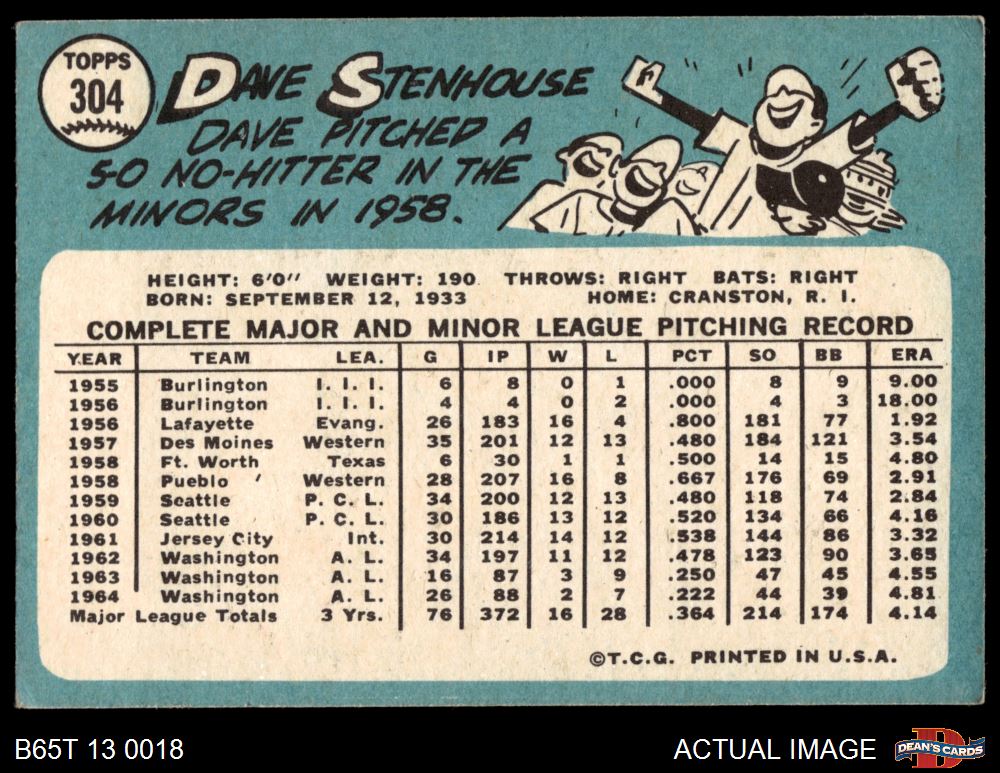 TOPPS
304
DAVE STENHOUSE
DAVE PITCHED A
5-0 NO-HITTER IN THE
MINORS IN 1958.
HEIGHT: 6'0" WEIGHT: 190 THROWS: RIGHT BATS: RIGHT
BORN: SEPTEMBER 12, 1933 HOME: CRANSTON, R. I.
COMPLETE MAJOR AND MINOR LEAGUE PITCHING RECORD
YEAR TEAM LEA. G IP W L PCT SO BB ERA
1955 Burlington I. I. I. 6 8 0 1 .000 8 9 9.00
1956 Burlington I. I. I. 4 4 0 2 .000 4 3 18.00
1956 Lafayette Evang. 26 183 16 4 .800 181 77 1.92
1957 Des Moines Western 35 201 12 13 .480 184 121 3.54
1958 Ft. Worth Texas 6 30 1 1 .500 14 15 4.80
1958 Pueblo Western 28 207 16 8 .667 176 69 2.91
1959 Seattle P. C. L. 34 200 12 13 .480 118 74 2.84
1960 Seattle P. C. L. 30 186 13 12 .520 134 66 4.16
1961 Jersey City Int. 30 214 14 12 .538 144 86 3.32
1962 Washington A. L. 34 197 11 12 .478 123 90 3.65
1963 Washington A. L. 16 87 3 9 .250 47 45 4.55
1964 Washington A. L. 26 88 2 7 .222 44 39 4.81
Major League Totals 3 Yrs. 76 372 16 28 .364 214 174 4.14
©T.C.G. PRINTED IN U.S.A.
B65T 13 0018 ACTUAL IMAGE DEAN'S CARDS